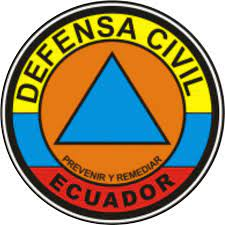 DEFENSA CIVIL
PREVENIR Y REMEDIAR
ECUADOR